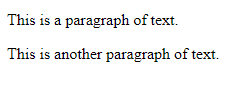 This is a paragraph of text.
This is another paragraph of text.